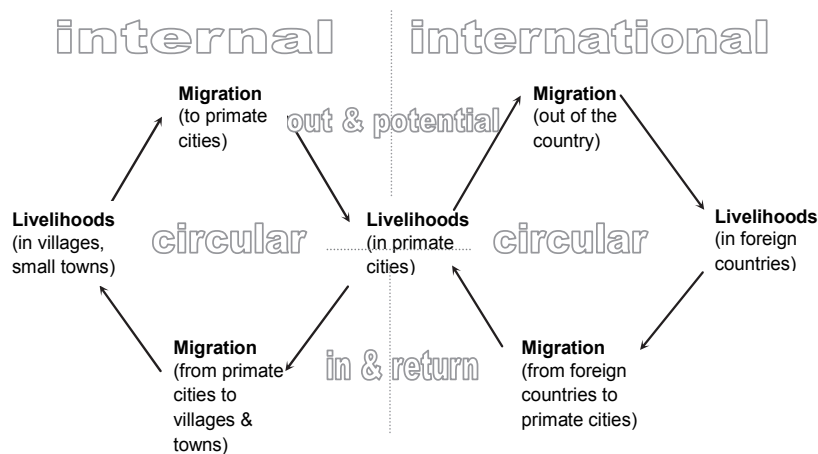 internal
international
Migration
(to primate
cities)
out & potential
Migration
(out of the
country)
Livelihoods
(in villages,
small towns)
circular
Livelihoods
(in primate
cities)
circular
Livelihoods
(in foreign
countries)
Migration
(from primate
cities to
villages &
towns)
in & return
Migration
(from foreign
countries to
primate cities)